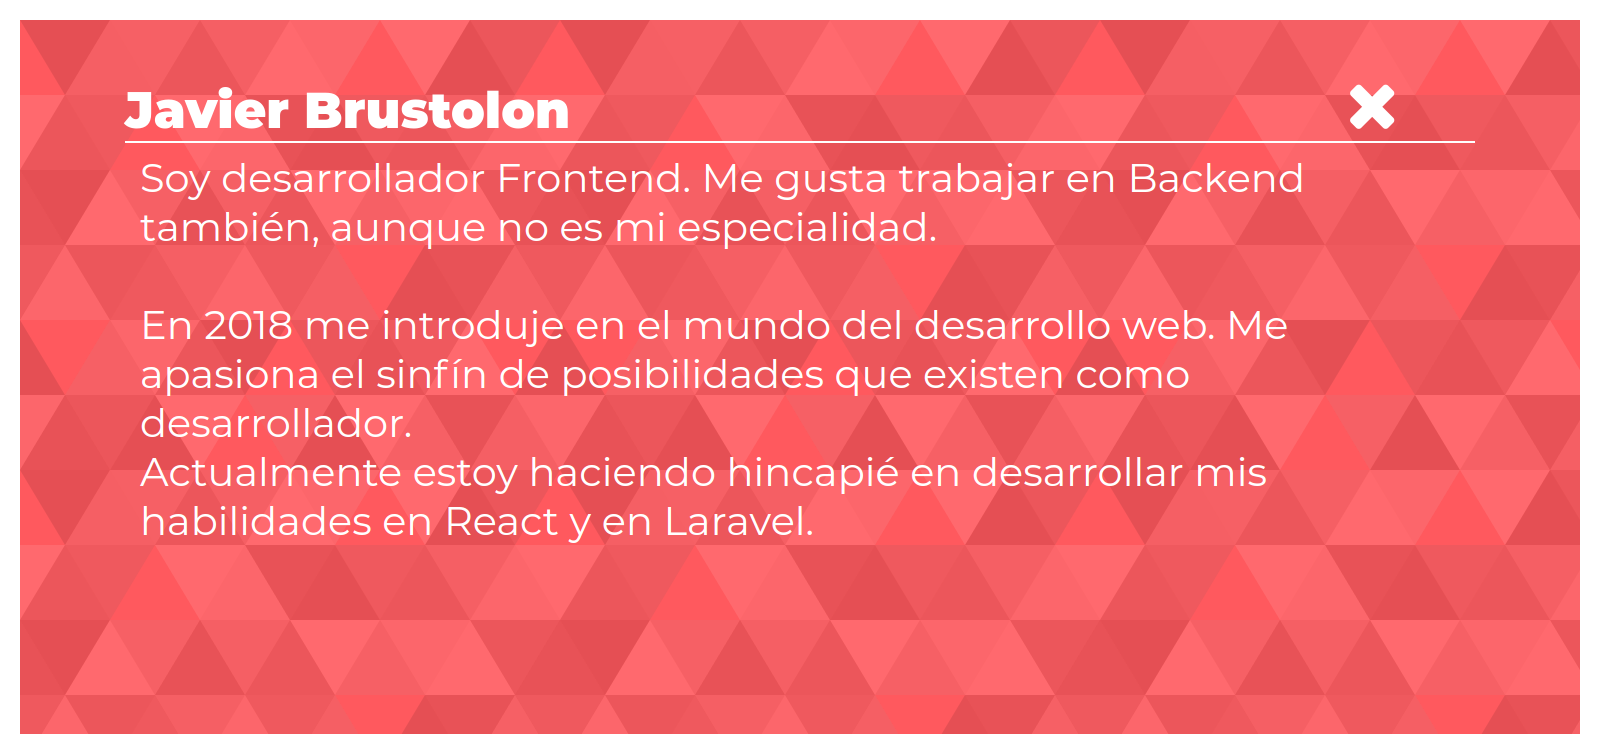 Javier Brustolon
Soy desarrollador Frontend. Me gusta trabajar en Backend
también, aunque no es mi especialidad.
En 2018 me introduje en el mundo del desarrollo web. Me
apasiona el sinfín de posibilidades que existen como
desarrollador.
Actualmente estoy haciendo hincapié en desarrollar mis
habilidades en React y en Laravel.